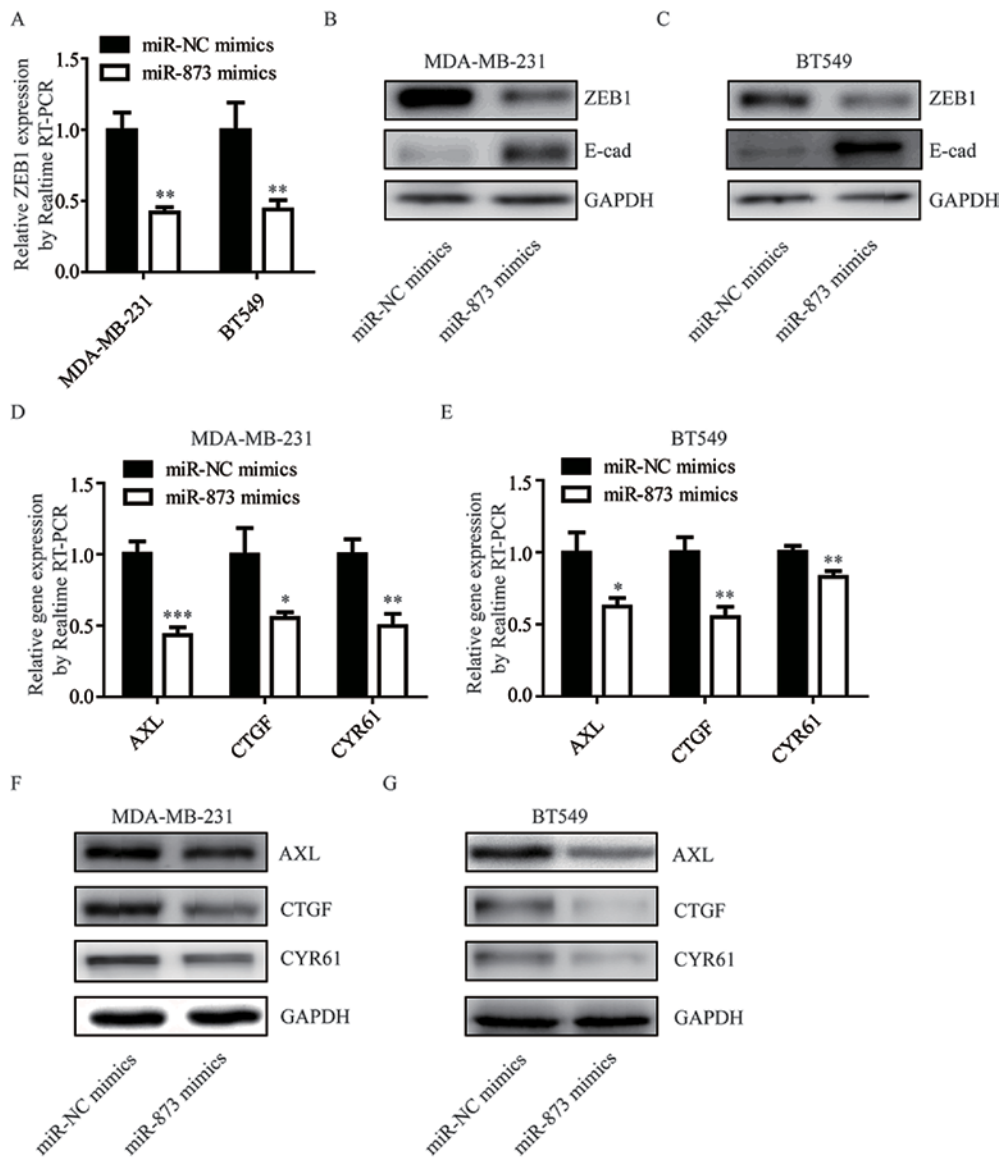 A
miR-NC mimics
miR-873 mimics
Relative ZEB1 expression
by Realtime RT-PCR
1.5
1.0
0.5
0.0
**
**
MDA-MB-231
BT549
B
MDA-MB-231
ZEB1
E-cad
GAPDH
miR-NC mimics
miR-873 mimics
C
BT549
ZEB1
E-cad
GAPDH
miR-NC mimics
miR-873 mimics
D
MDA-MB-231
miR-NC mimics
miR-873 mimics
Relative gene expression
by Realtime RT-PCR
1.5
1.0
0.5
0.0
***
*
**
AXL
CTGF
CYR61
E
BT549
miR-NC mimics
miR-873 mimics
Relative gene expression
by Realtime RT-PCR
1.5
1.0
0.5
0.0
*
**
**
AXL
CTGF
CYR61
F
MDA-MB-231
AXL
CTGF
CYR61
GAPDH
miR-NC mimics
miR-873 mimics
G
BT549
AXL
CTGF
CYR61
GAPDH
miR-NC mimics
miR-873 mimics